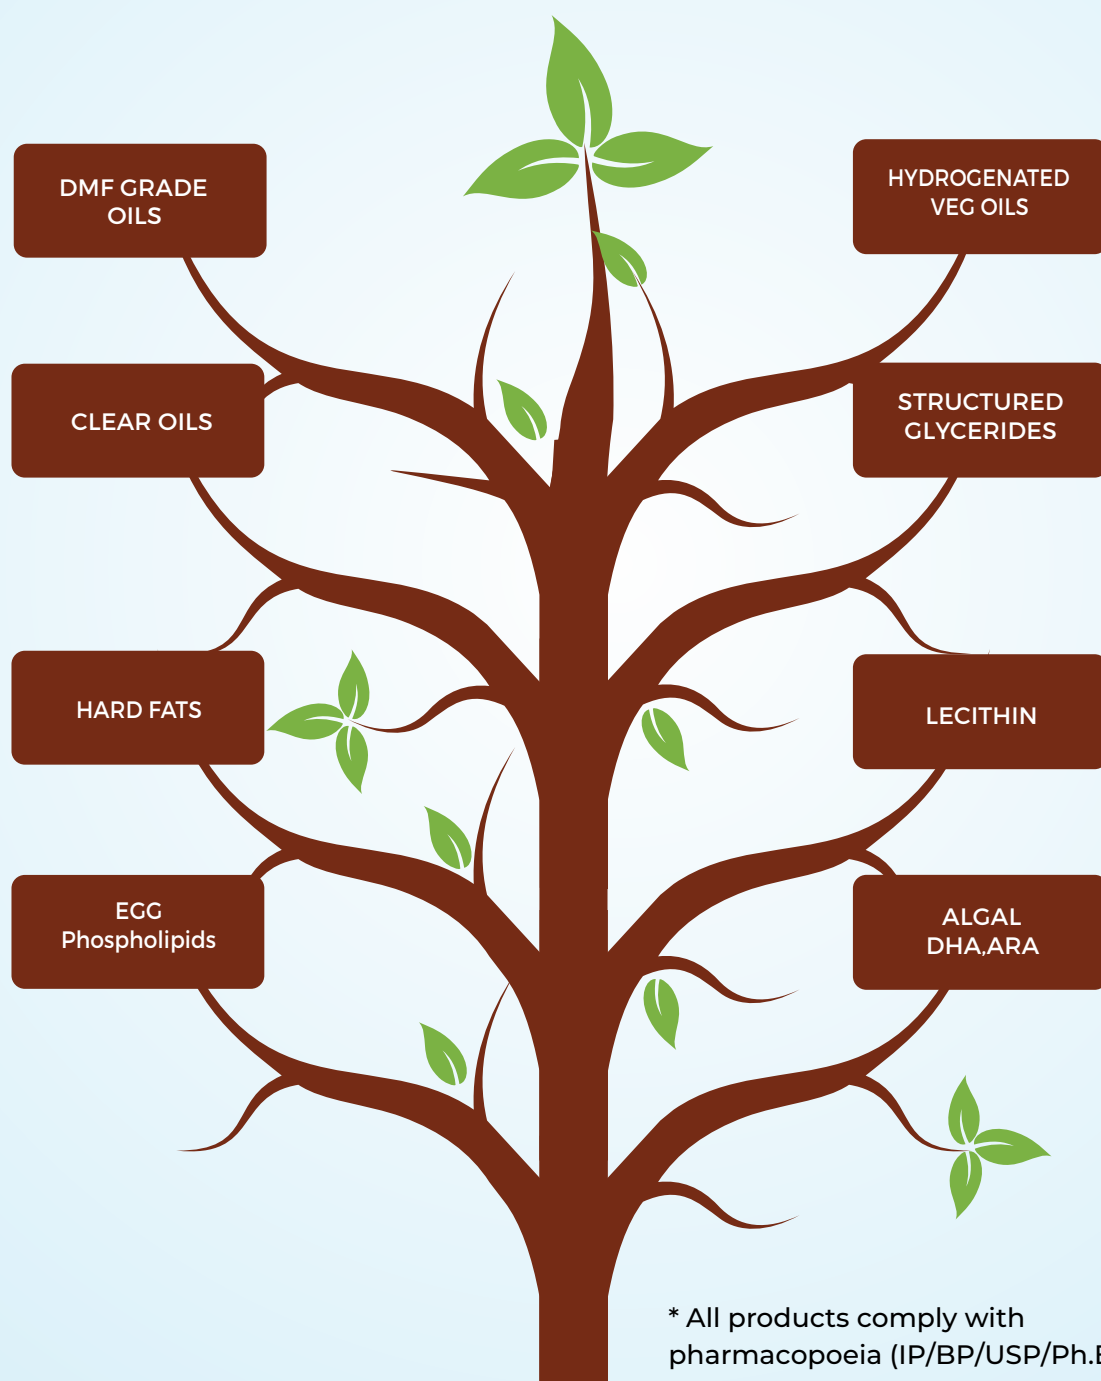 DMF GRADE
OILS
HYDROGENATED
VEG OILS
CLEAR OILS
STRUCTURED
GLYCERIDES
HARD FATS
LECITHIN
EGG
Phospholipids
ALGAL
DHA,ARA
* All products comply with
pharmacopoeia (IP/BP/USP/Ph.